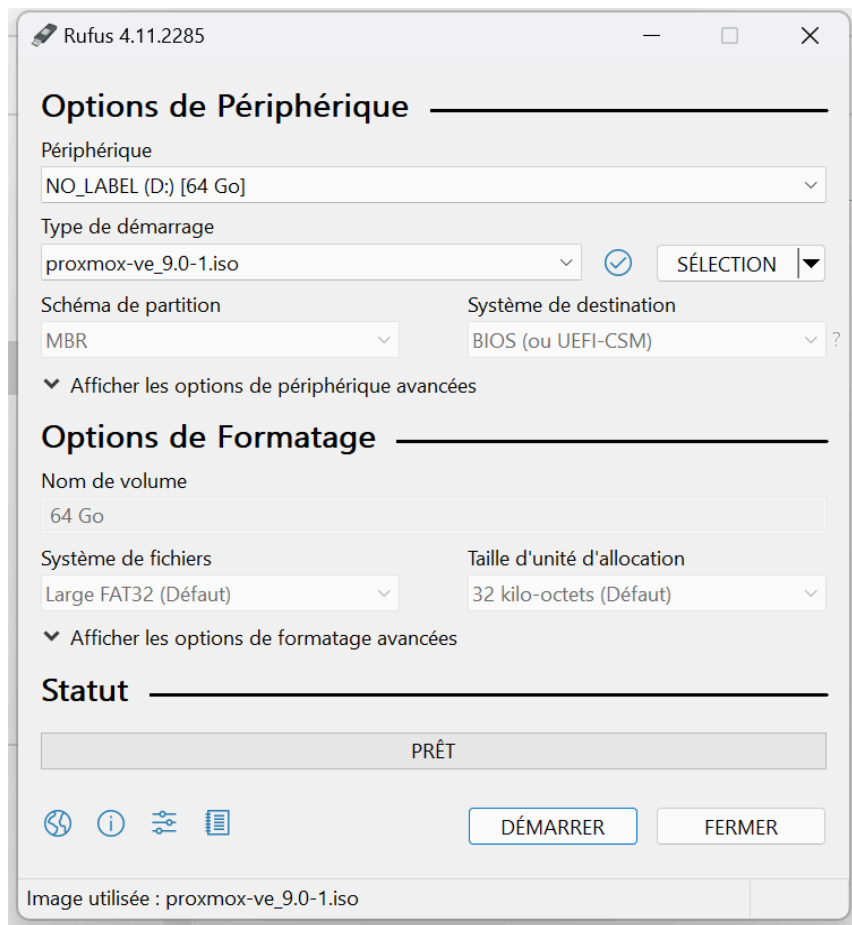 Rufus 4.11.2285
Options de Périphérique
Périphérique
NO_LABEL (D:) [64 Go]
Type de démarrage
proxmox-ve_9.0-1.iso
SÉLECTION
Schéma de partition
Système de destination
MBR
BIOS (ou UEFI-CSM)
?
Afficher les options de périphérique avancées
Options de Formatage
Nom de volume
64 Go
Système de fichiers
Taille d'unité d'allocation
Large FAT32 (Défaut)
32 kilo-octets (Défaut)
Afficher les options de formatage avancées
Statut
PRÊT
DÉMARRER
FERMER
Image utilisée : proxmox-ve_9.0-1.iso